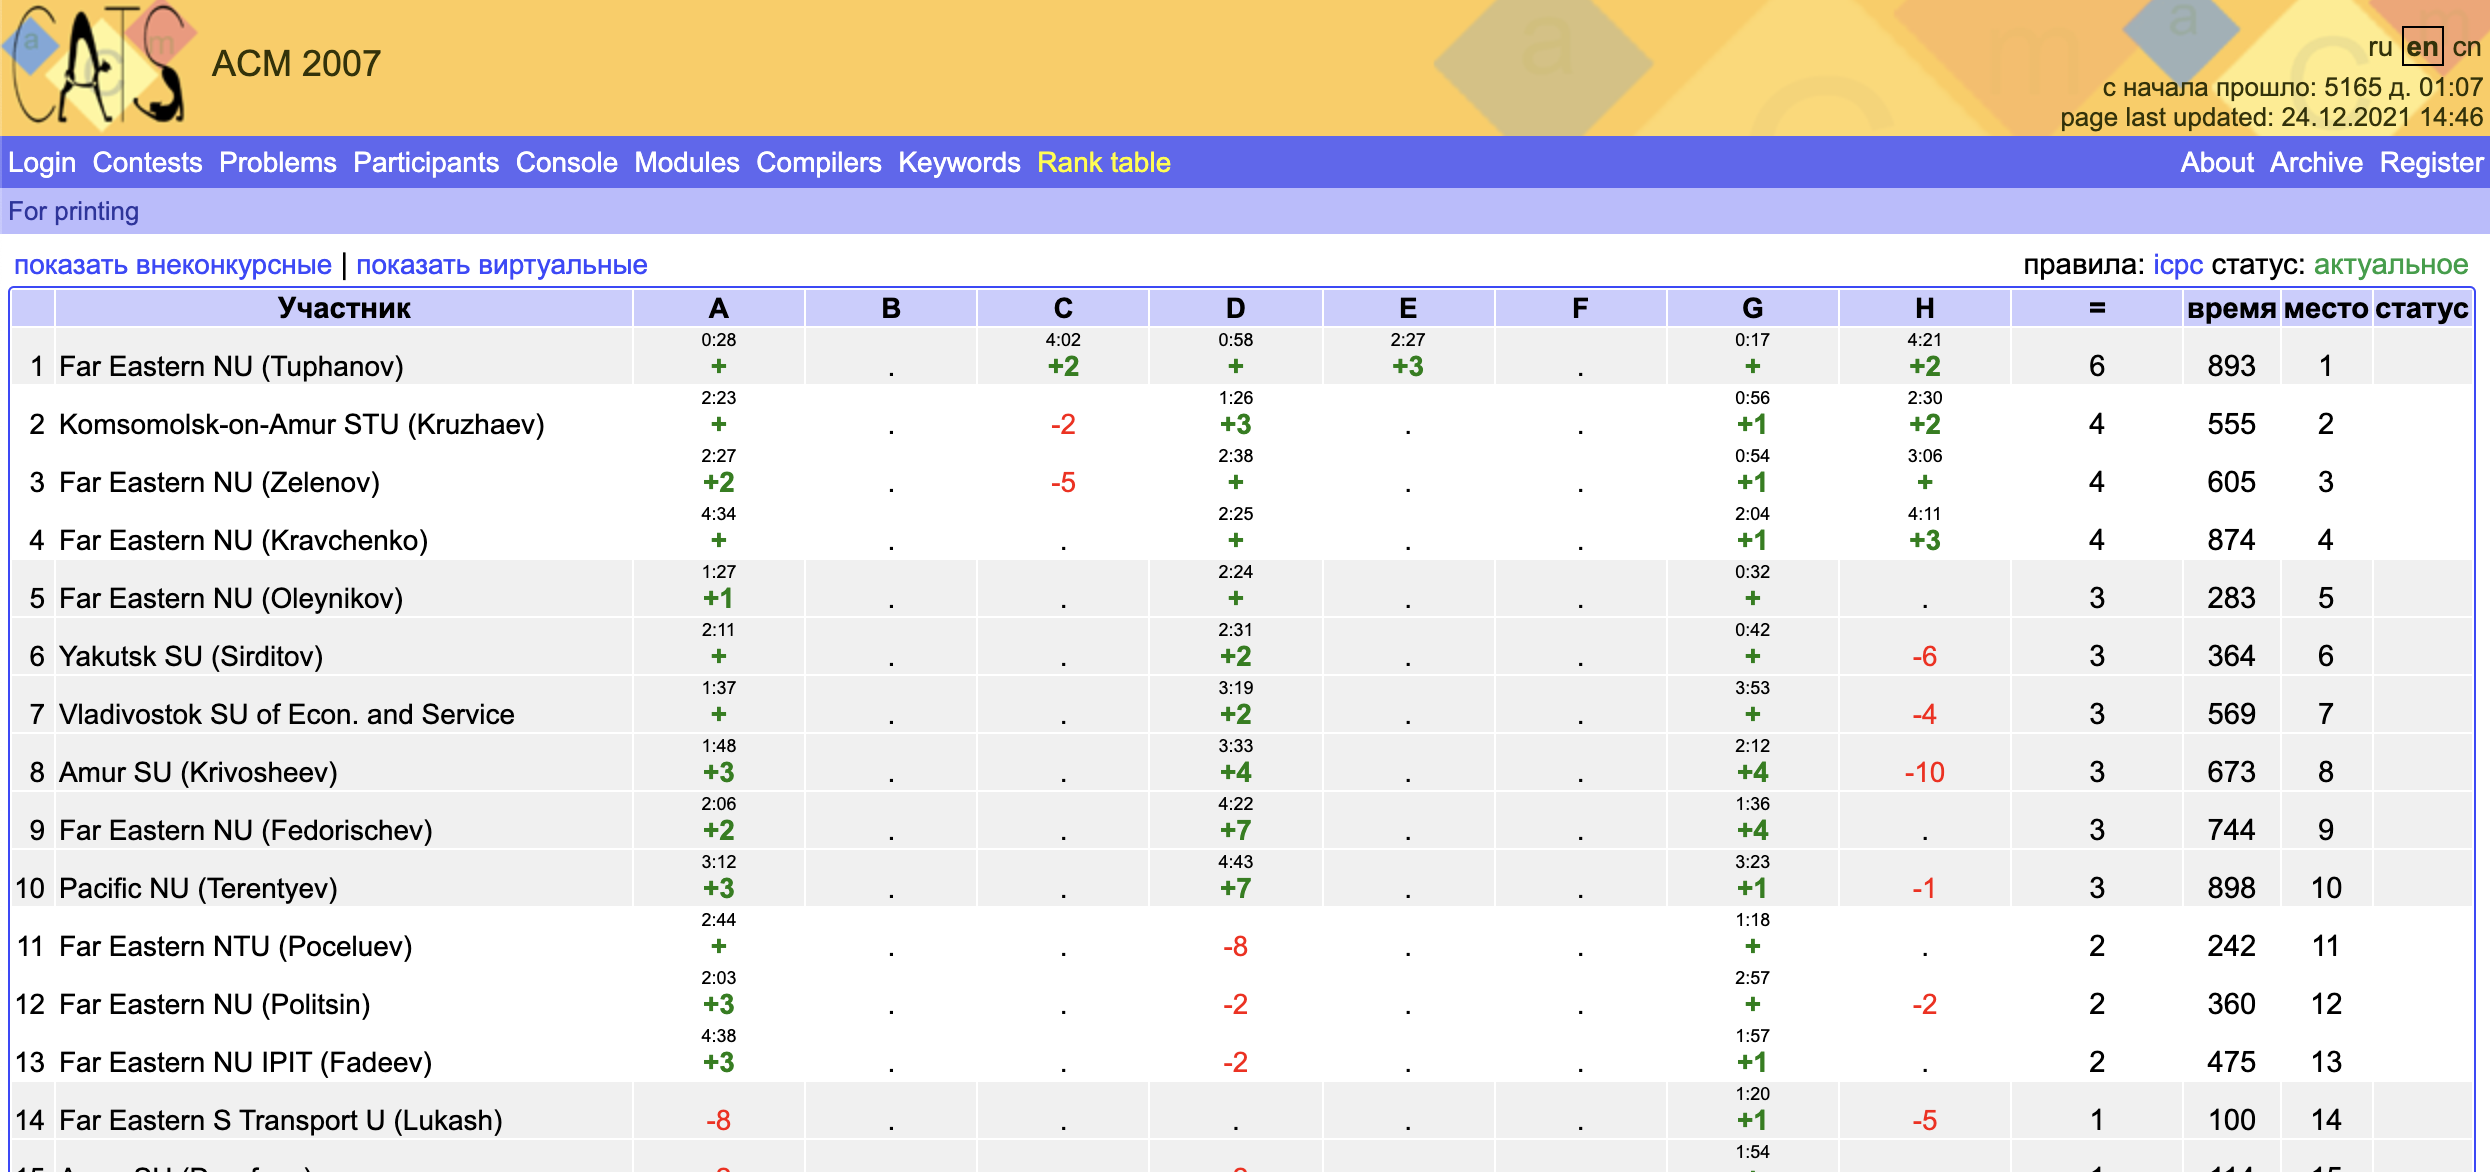 CATS
ACM 2007
ru en cn
с начала прошло: 5165 д. 01:07
page last updated: 24.12.2021 14:46
Login Contests Problems Participants Console Modules Compilers Keywords Rank table About Archive Register
For printing
показать внеконкурсные | показать виртуальные правила: icpc статус: актуальное
Участник A B C D E F G H = время место статус
0:28 4:02 0:58 2:27 0:17 4:21
1 Far Eastern NU (Tuphanov) + . +2 + +3 . + +2 6 893 1
2:23 1:26 0:56 2:30
2 Komsomolsk-on-Amur STU (Kruzhaev) + . -2 +3 . . +1 +2 4 555 2
2:27 2:38 0:54 3:06
3 Far Eastern NU (Zelenov) +2 . -5 + . . +1 + 4 605 3
4:34 2:25 2:04 4:11
4 Far Eastern NU (Kravchenko) + . . + . . +1 +3 4 874 4
1:27 2:24 0:32
5 Far Eastern NU (Oleynikov) +1 . . + . . + . 3 283 5
2:11 2:31 0:42
6 Yakutsk SU (Sirditov) + . . +2 . . + -6 3 364 6
1:37 3:19 3:53
7 Vladivostok SU of Econ. and Service + . . +2 . . + -4 3 569 7
1:48 3:33 2:12
8 Amur SU (Krivosheev) +3 . . +4 . . +4 -10 3 673 8
2:06 4:22 1:36
9 Far Eastern NU (Fedorischev) +2 . . +7 . . +4 . 3 744 9
3:12 4:43 3:23
10 Pacific NU (Terentyev) +3 . . +7 . . +1 -1 3 898 10
2:44 1:18
11 Far Eastern NTU (Poceluev) + . . -8 . . + . 2 242 11
2:03 2:57
12 Far Eastern NU (Politsin) +3 . . -2 . . + -2 2 360 12
4:38 1:57
13 Far Eastern NU IPIT (Fadeev) +3 . . -2 . . +1 . 2 475 13
1:20
14 Far Eastern S Transport U (Lukash) -8 . . . . . +1 -5 1 100 14
1:54